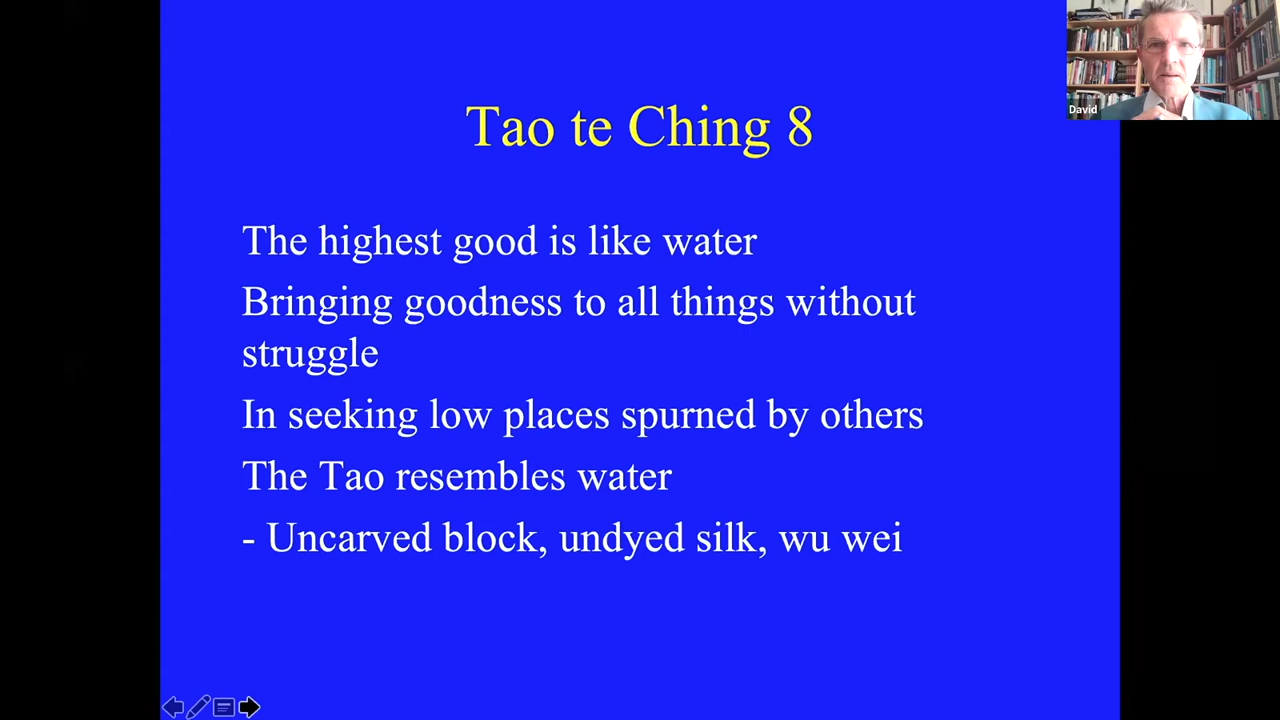 Tao te Ching 8
The highest good is like water
Bringing goodness to all things without
struggle
In seeking low places spurned by others
The Tao resembles water
- Uncarved block, undyed silk, wu wei
David